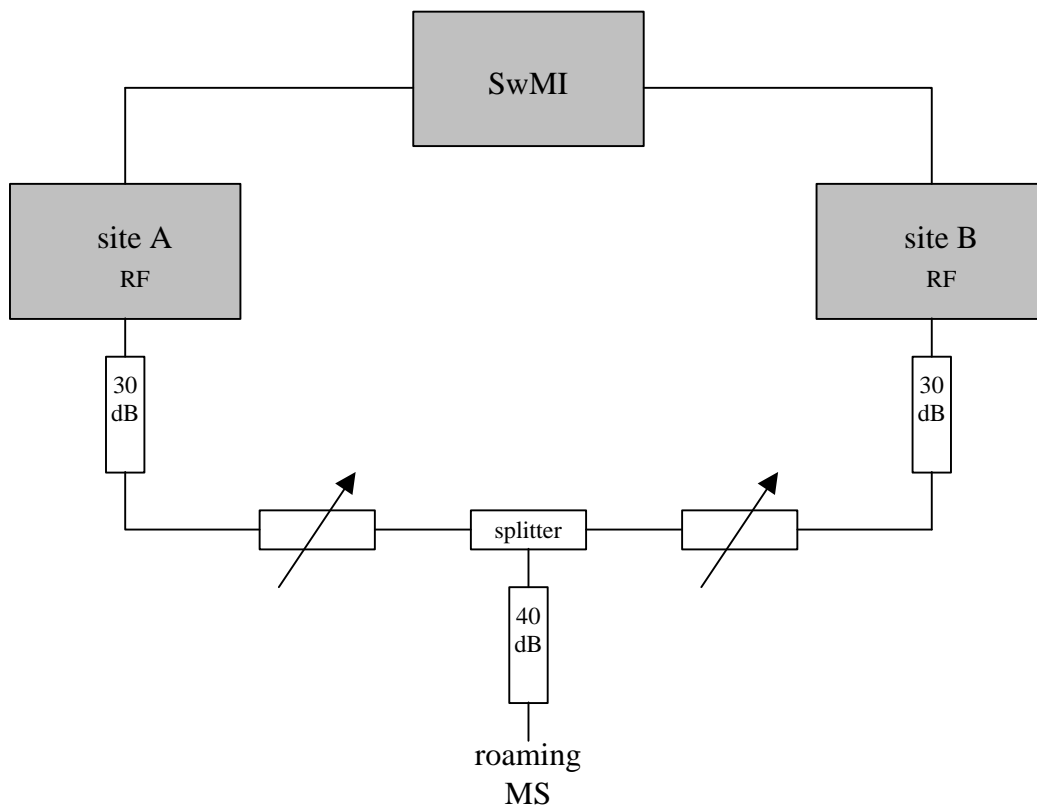 SwMI
site A
RF
site B
RF
30
dB
30
dB
splitter
40
dB
roaming
MS